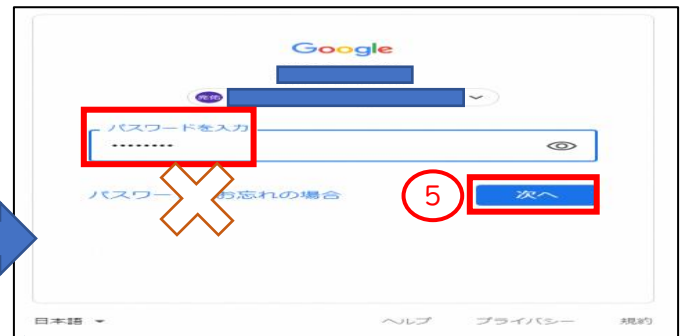 Google
パスワードを入力
........
パスワー お忘れの場合
5
次へ
日本語
ヘルプ
プライバシー
規約